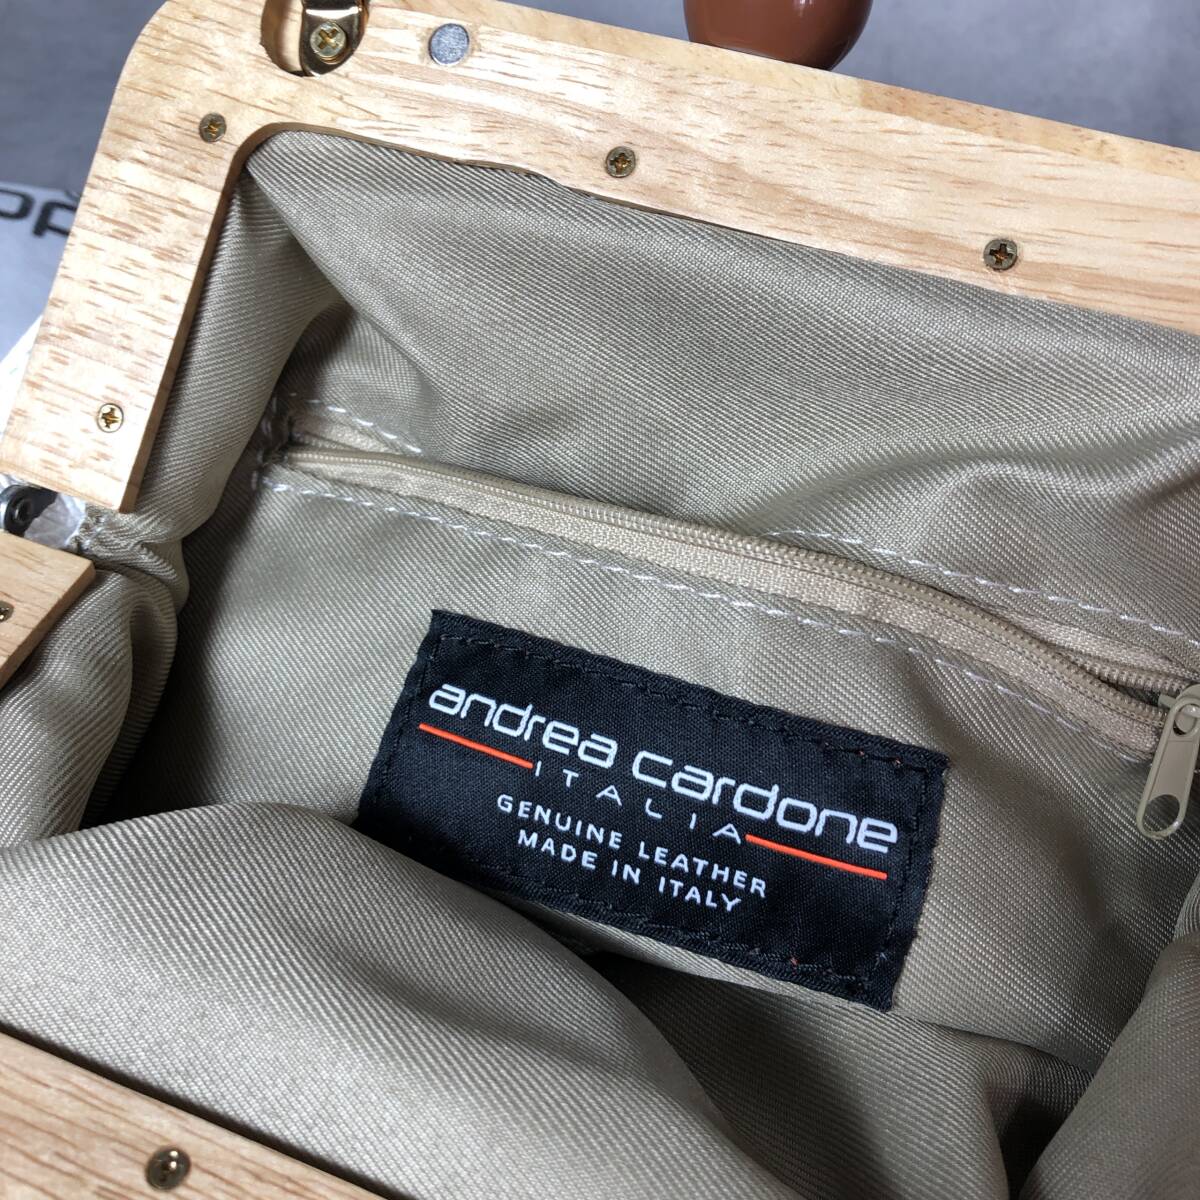 andrea cardone
ITALIA
GENUINE LEATHER
MADE IN ITALY